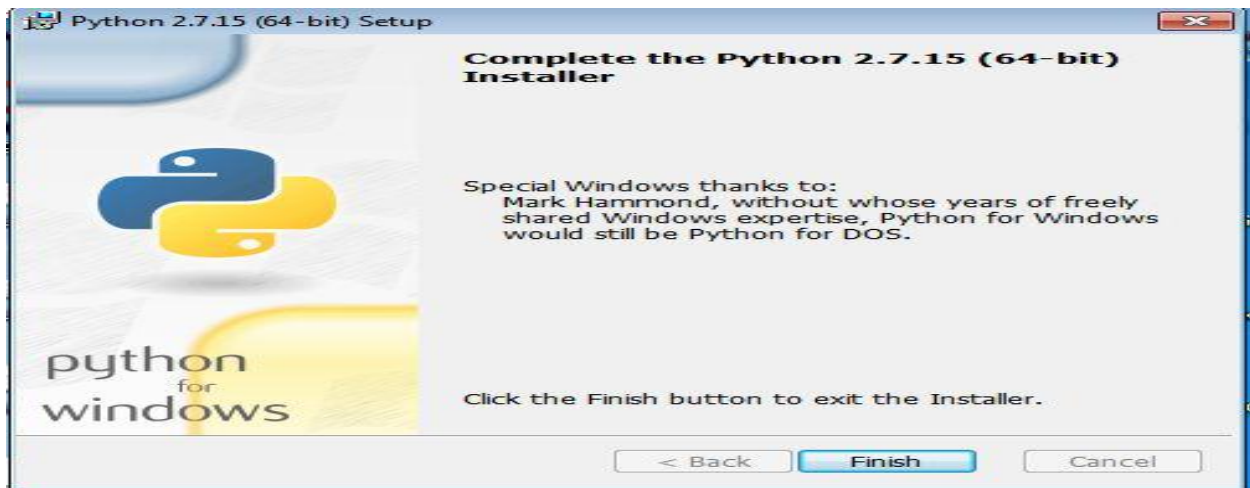 Python 2.7.15 (64-bit) Setup
Complete the Python 2.7.15 (64-bit)
Installer
Special Windows thanks to:
Mark Hammond, without whose years of freely
shared Windows expertise, Python for Windows
would still be Python for DOS.
python
for
windows
Click the Finish button to exit the Installer.
< Back
Finish
Cancel